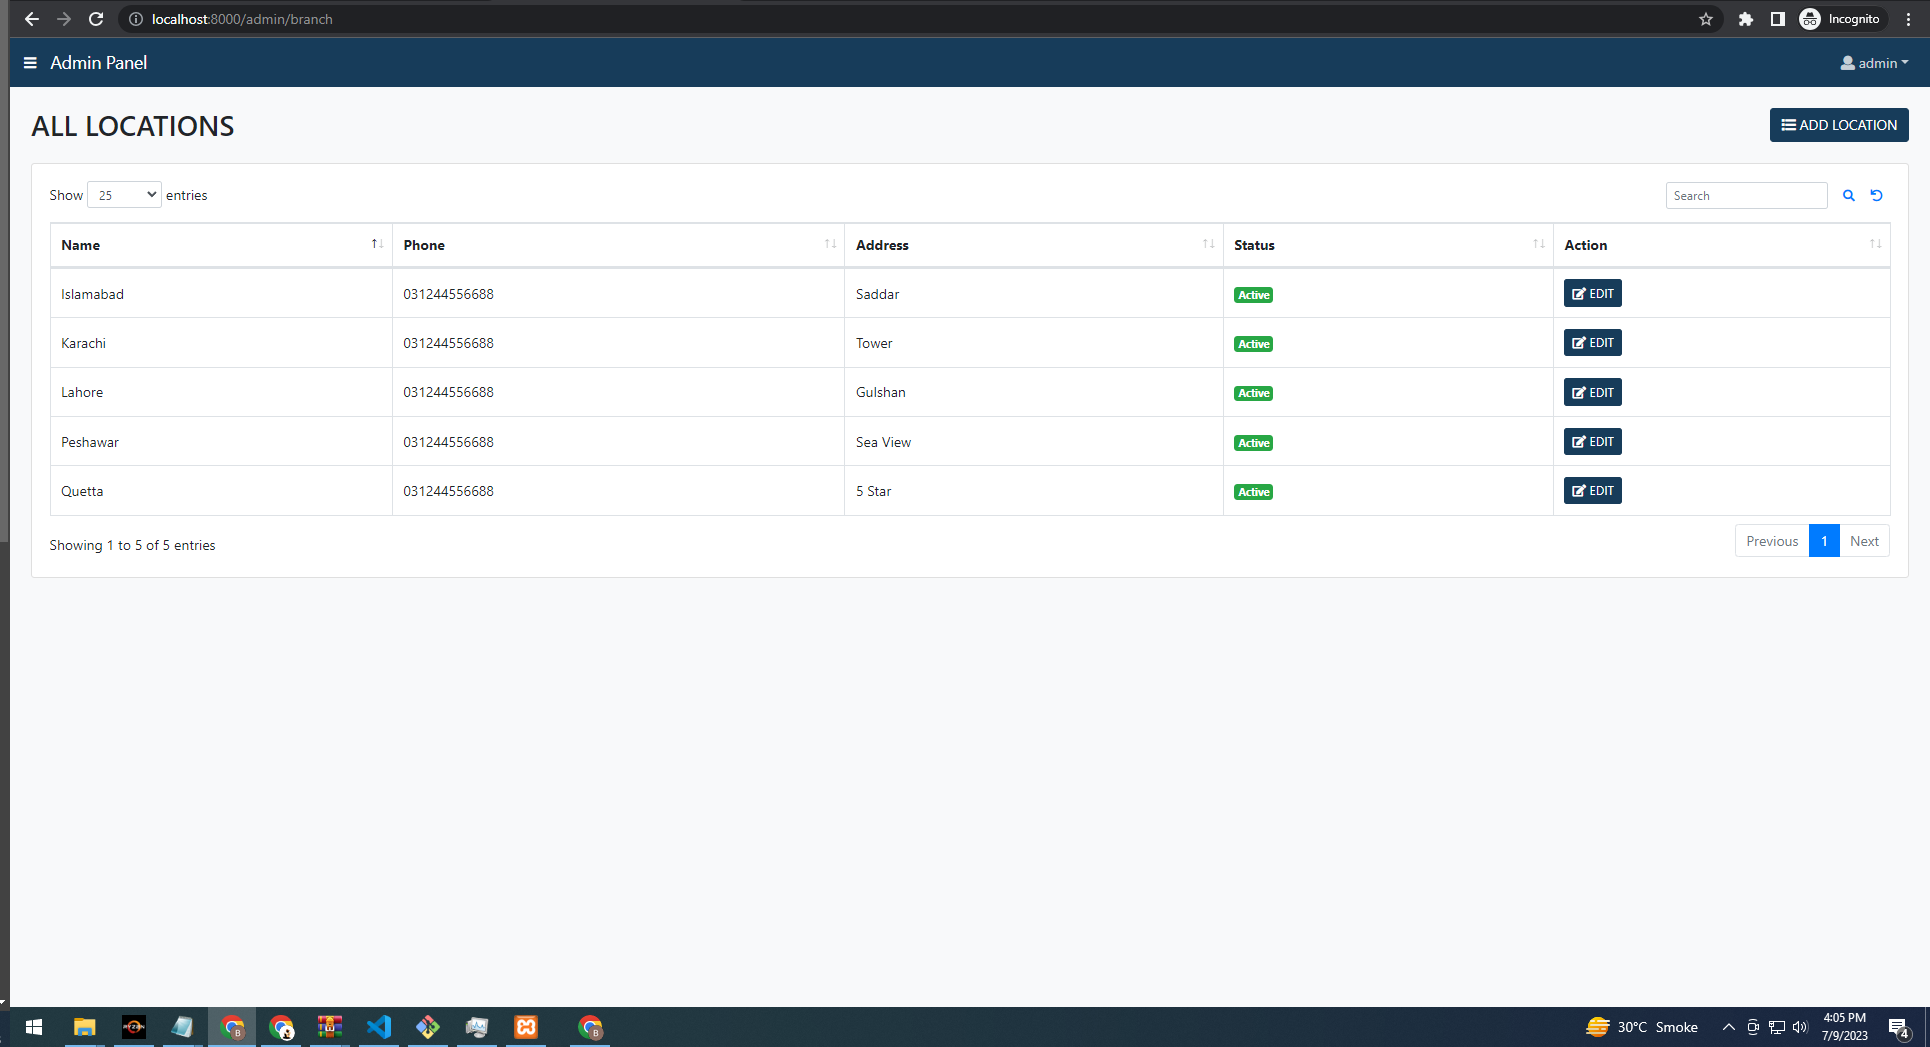 localhost:8000/admin/branch
Incognito
Admin Panel
admin
ALL LOCATIONS
ADD LOCATION
Show 25 entries
Search
Name Phone Address Status Action
Islamabad 031244556688 Saddar Active EDIT
Karachi 031244556688 Tower Active EDIT
Lahore 031244556688 Gulshan Active EDIT
Peshawar 031244556688 Sea View Active EDIT
Quetta 031244556688 5 Star Active EDIT
Showing 1 to 5 of 5 entries
Previous 1 Next
RYZEN
B
B
30°C Smoke
4:05 PM
7/9/2023
4